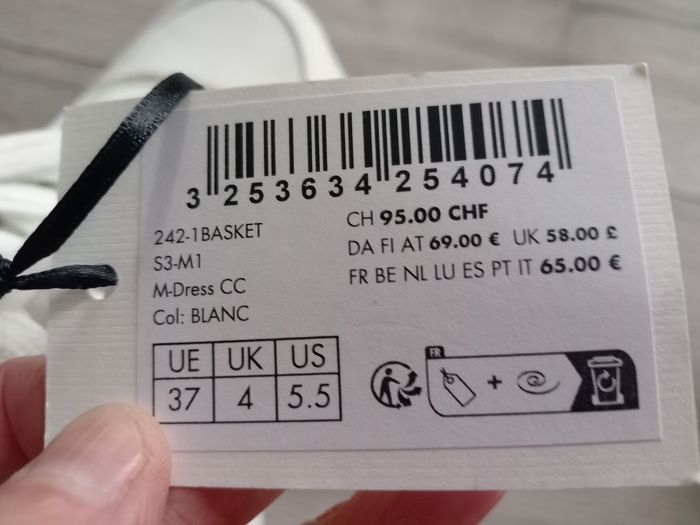 3 253634 254074
242-1BASKET
S3-M1
M-Dress CC
Col: BLANC
CH 95.00 CHF
DA FI AT 69.00 € UK 58.00 £
FR BE NL LU ES PT IT 65.00 €
UE UK US
37 4 5.5
FR
+